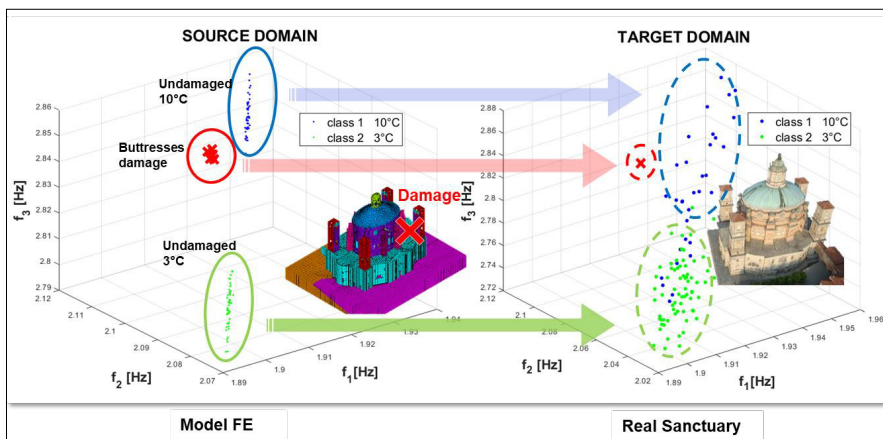 SOURCE DOMAIN
Undamaged
10°C
Buttresses
damage
Undamaged
3°C
2.86
2.85
2.84
2.83
2.82
2.81
2.8
2.79
f3 [Hz]
2.12
2.11
2.1
2.09
2.08
2.07
f2 [Hz]
1.89
1.9
1.91
1.92
1.93
1.94
f1[Hz]
class 1 10°C
class 2 3°C
Damage
Model FE
TARGET DOMAIN
2.88
2.86
2.84
2.82
2.8
2.78
2.76
2.74
2.72
f3 [Hz]
2.1
2.08
2.06
2.04
2.02
f2 [Hz]
1.89
1.9
1.91
1.92
1.93
1.94
1.95
1.96
f1[Hz]
class 1 10°C
class 2 3°C
Real Sanctuary